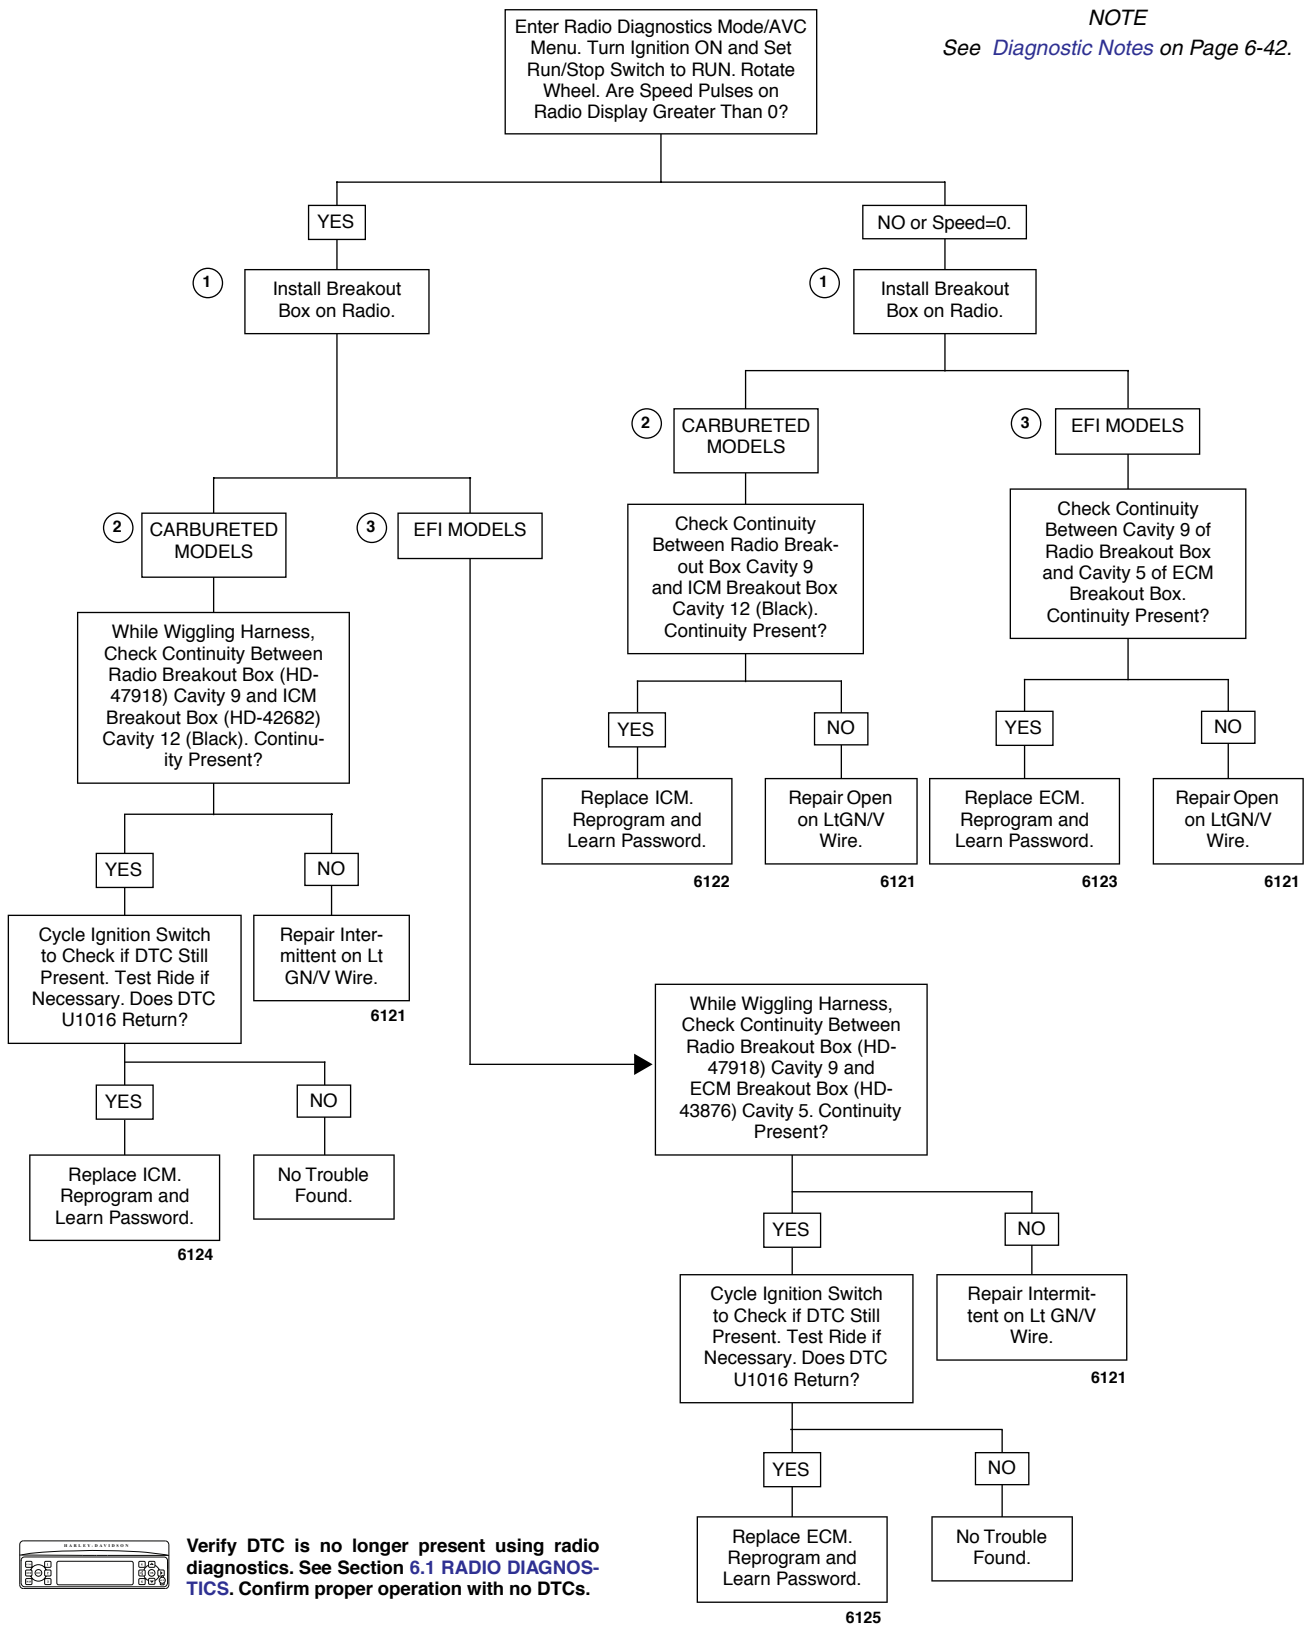 Enter Radio Diagnostics Mode/AVC
Menu. Turn Ignition ON and Set
Run/Stop Switch to RUN. Rotate
Wheel. Are Speed Pulses on
Radio Display Greater Than 0?
NOTE
See Diagnostic Notes on Page 6-42.
YES
NO or Speed=0.
1
Install Breakout
Box on Radio.
1
Install Breakout
Box on Radio.
2
CARBURETED
MODELS
3
EFI MODELS
Check Continuity
Between Radio Break-
out Box Cavity 9
and ICM Breakout Box
Cavity 12 (Black).
Continuity Present?
Check Continuity
Between Cavity 9 of
Radio Breakout Box
and Cavity 5 of ECM
Breakout Box.
Continuity Present?
2
CARBURETED
MODELS
3
EFI MODELS
While Wiggling Harness,
Check Continuity Between
Radio Breakout Box (HD-
47918) Cavity 9 and ICM
Breakout Box (HD-42682)
Cavity 12 (Black). Continu-
ity Present?
YES
NO
YES
NO
Replace ICM.
Reprogram and
Learn Password.
6122
Repair Open
on LtGN/V
Wire.
6121
Replace ECM.
Reprogram and
Learn Password.
6123
Repair Open
on LtGN/V
Wire.
6121
YES
NO
Cycle Ignition Switch
to Check if DTC Still
Present. Test Ride if
Necessary. Does DTC
U1016 Return?
Repair Inter-
mittent on Lt
GN/V Wire.
6121
While Wiggling Harness,
Check Continuity Between
Radio Breakout Box (HD-
47918) Cavity 9 and
ECM Breakout Box (HD-
43876) Cavity 5. Continuity
Present?
YES
NO
Replace ICM.
Reprogram and
Learn Password.
6124
No Trouble
Found.
YES
NO
Cycle Ignition Switch
to Check if DTC Still
Present. Test Ride if
Necessary. Does DTC
U1016 Return?
Repair Intermit-
tent on Lt GN/V
Wire.
6121
YES
NO
Replace ECM.
Reprogram and
Learn Password.
6125
No Trouble
Found.
HARLEY-DAVIDSON
Verify DTC is no longer present using radio
diagnostics. See Section 6.1 RADIO DIAGNOS-
TICS. Confirm proper operation with no DTCs.